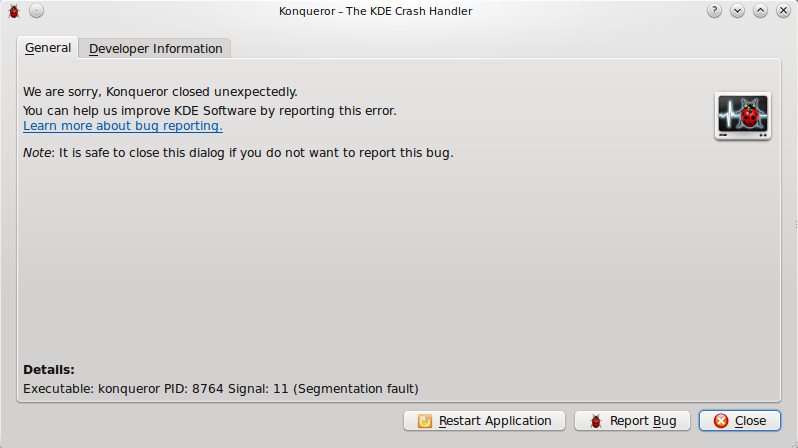 Konqueror – The KDE Crash Handler
General
Developer Information
We are sorry, Konqueror closed unexpectedly.
You can help us improve KDE Software by reporting this error.
Learn more about bug reporting.
Note: It is safe to close this dialog if you do not want to report this bug.
Details:
Executable: konqueror PID: 8764 Signal: 11 (Segmentation fault)
Restart Application
Report Bug
Close